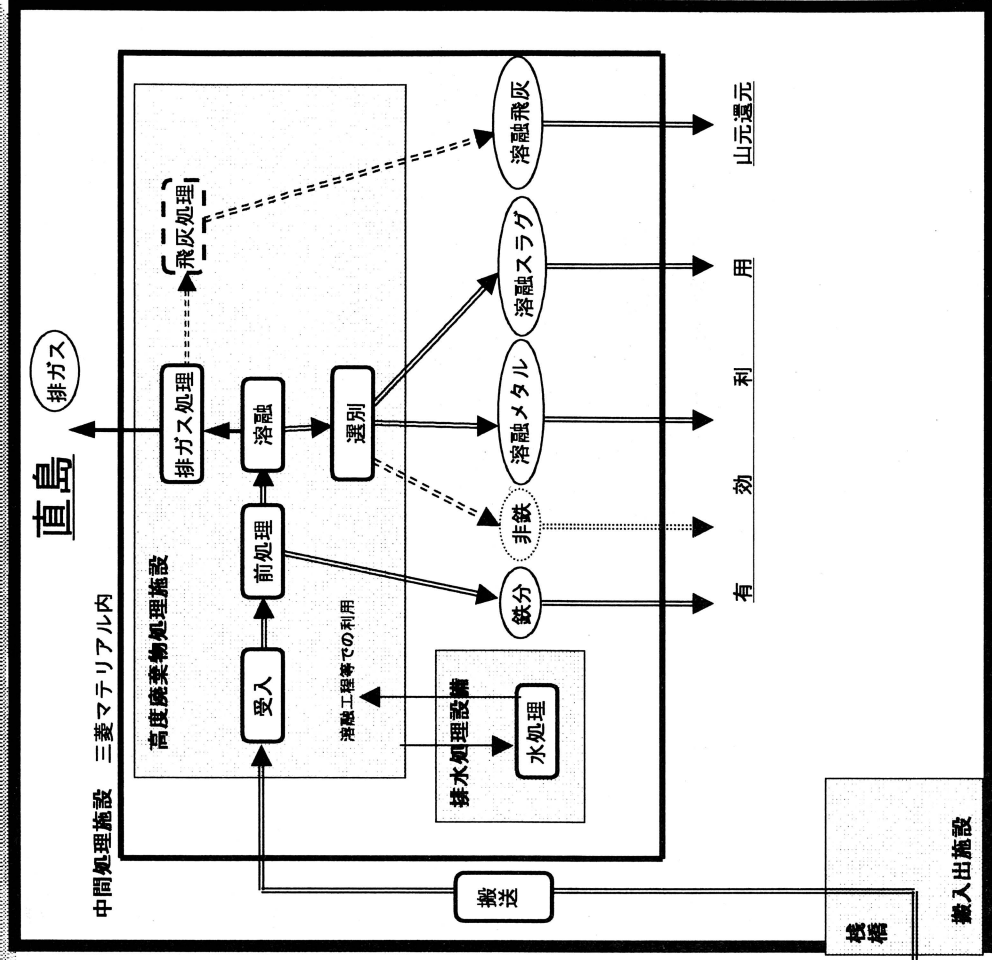 直島
中間処理施設 三菱マテリアル内
排ガス
高度廃棄物処理施設
排ガス処理
飛灰処理
受入
前処理
溶融
選別
溶融工程等での利用
排水処理設備
水処理
鉄分
非鉄
溶融メタル
溶融スラグ
溶融飛灰
有効利用
山元還元
搬送
桟橋
搬入出施設